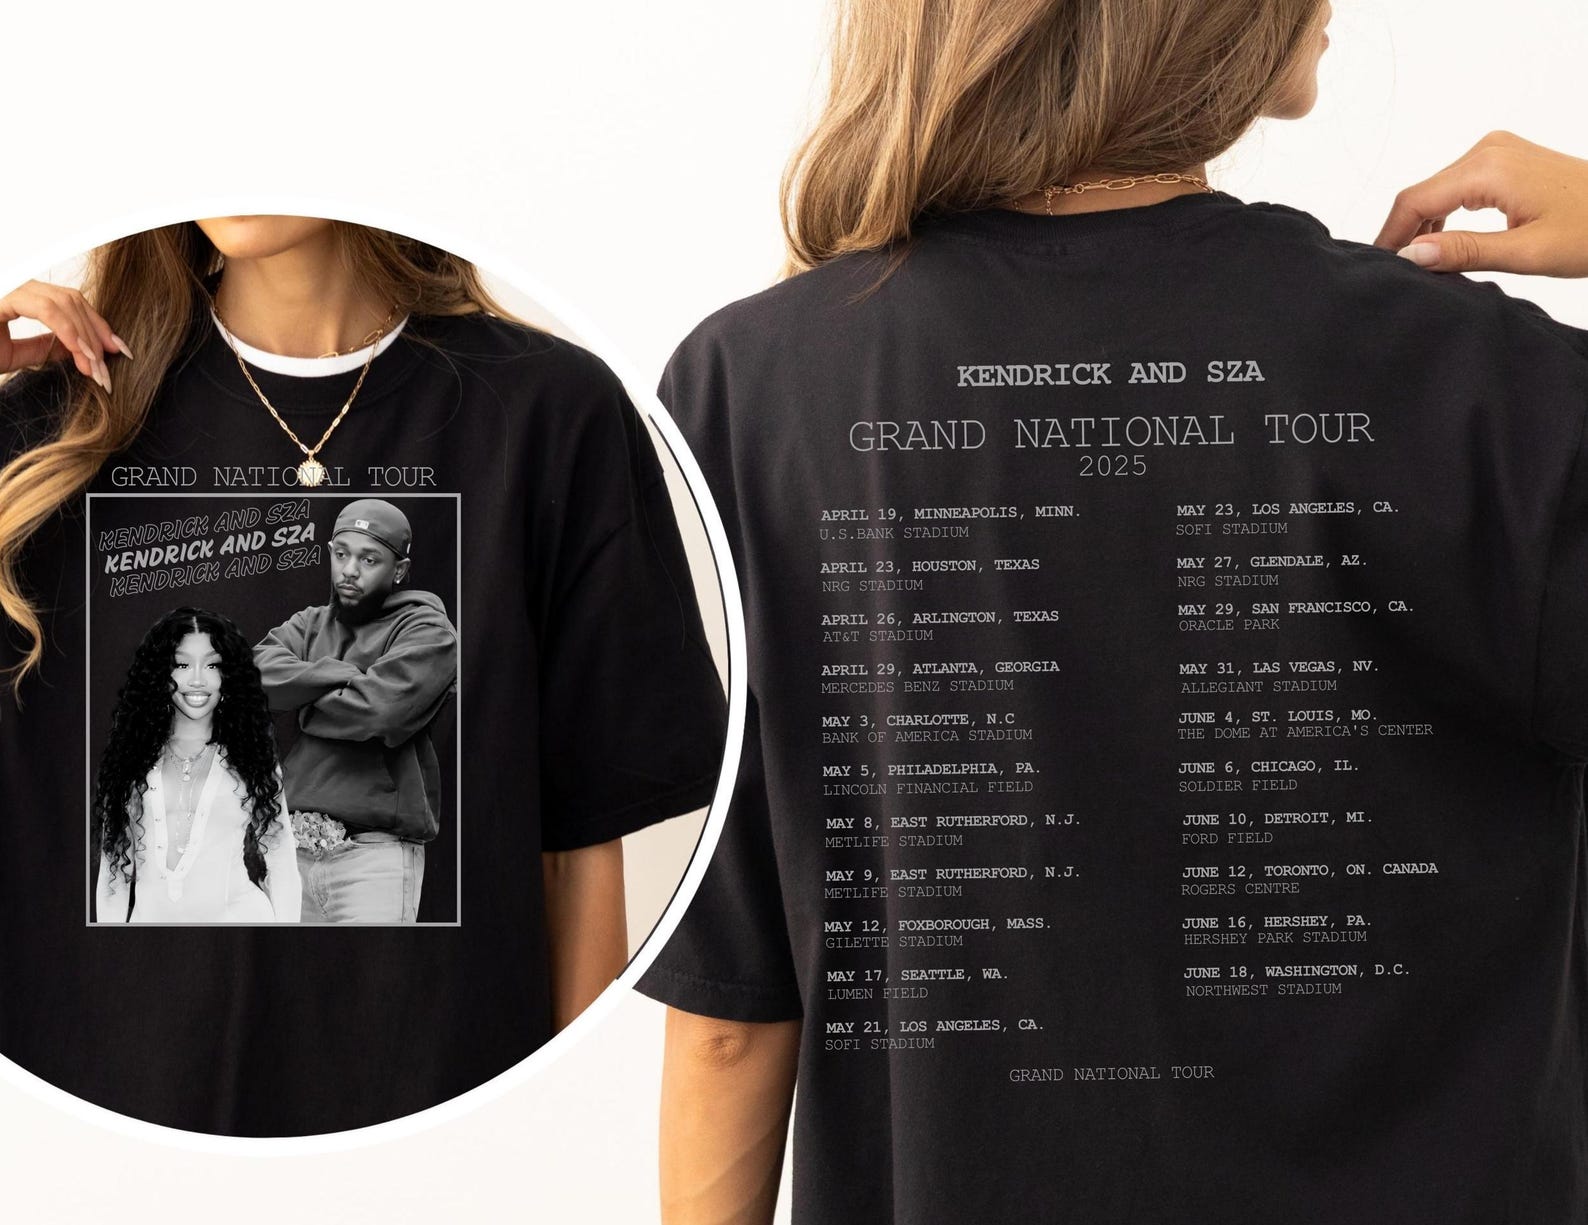 GRAND NATIONAL TOUR
KENDRICK AND SZA
KENDRICK AND SZA
KENDRICK AND SZA
KENDRICK AND SZA
GRAND NATIONAL TOUR
2025
APRIL 19, MINNEAPOLIS, MINN.
U.S.BANK STADIUM
APRIL 23, HOUSTON, TEXAS
NRG STADIUM
APRIL 26, ARLINGTON, TEXAS
AT&T STADIUM
APRIL 29, ATLANTA, GEORGIA
MERCEDES BENZ STADIUM
MAY 3, CHARLOTTE, N.C
BANK OF AMERICA STADIUM
MAY 5, PHILADELPHIA, PA.
LINCOLN FINANCIAL FIELD
MAY 8, EAST RUTHERFORD, N.J.
METLIFE STADIUM
MAY 9, EAST RUTHERFORD, N.J.
METLIFE STADIUM
MAY 12, FOXBOROUGH, MASS.
GILETTE STADIUM
MAY 17, SEATTLE, WA.
LUMEN FIELD
MAY 21, LOS ANGELES, CA.
SOFI STADIUM
MAY 23, LOS ANGELES, CA.
SOFI STADIUM
MAY 27, GLENDALE, AZ.
NRG STADIUM
MAY 29, SAN FRANCISCO, CA.
ORACLE PARK
MAY 31, LAS VEGAS, NV.
ALLEGIANT STADIUM
JUNE 4, ST. LOUIS, MO.
THE DOME AT AMERICA'S CENTER
JUNE 6, CHICAGO, IL.
SOLDIER FIELD
JUNE 10, DETROIT, MI.
FORD FIELD
JUNE 12, TORONTO, ON. CANADA
ROGERS CENTRE
JUNE 16, HERSHEY, PA.
HERSHEY PARK STADIUM
JUNE 18, WASHINGTON, D.C.
NORTHWEST STADIUM
GRAND NATIONAL TOUR